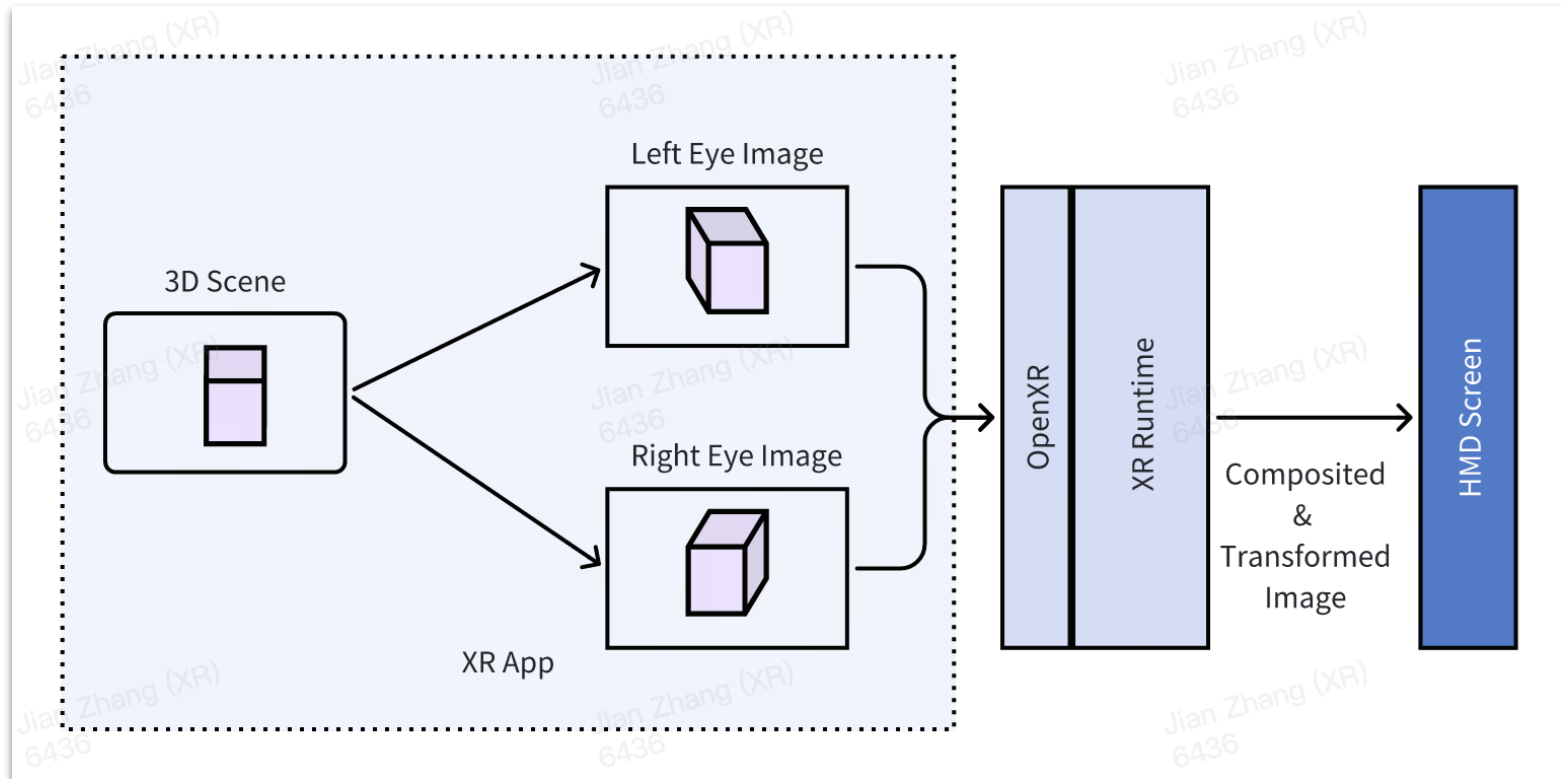 Jian Zhang (XR)
6436
Jian Zhang (XR)
6436
Jian Zhang (XR)
6436
Left Eye Image
3D Scene
Jian Zhang (XR)
6436
Jian Zhang (XR)
6436
Jian Zhang (XR)
6436
Right Eye Image
XR App
OpenXR
XR Runtime
Composited
&
Transformed
Image
HMD Screen
Jian Zhang (XR)
6436
Jian Zhang (XR)
6436
Jian Zhang (XR)
6436